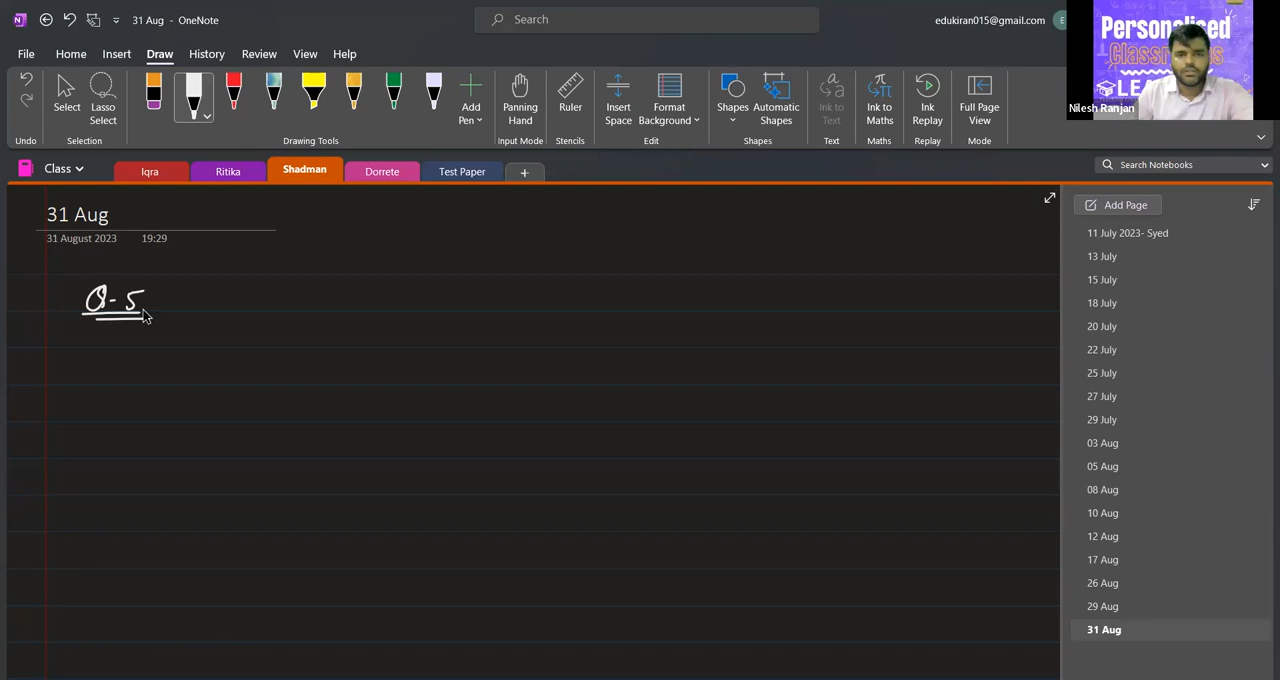 31 Aug - OneNote
Search
edukiran015@gmail.com
E
File Home Insert Draw History Review View Help
Select
Lasso Select
Add Pen
Panning Hand
Ruler
Insert Space
Format Background
Shapes
Automatic Shapes
Ink to Text
Ink to Maths
Ink Replay
Full Page View
Undo Selection Drawing Tools Input Mode Stencils Edit Shapes Text Maths Replay Mode
Personalised
Classrooms
Nilesh Ranjan
Class
Iqra Ritika Shadman Dorrete Test Paper +
Search Notebooks
31 Aug
31 August 2023 19:29
Q- 5
Add Page
11 July 2023- Syed
13 July
15 July
18 July
20 July
22 July
25 July
27 July
29 July
03 Aug
05 Aug
08 Aug
10 Aug
12 Aug
17 Aug
26 Aug
29 Aug
31 Aug